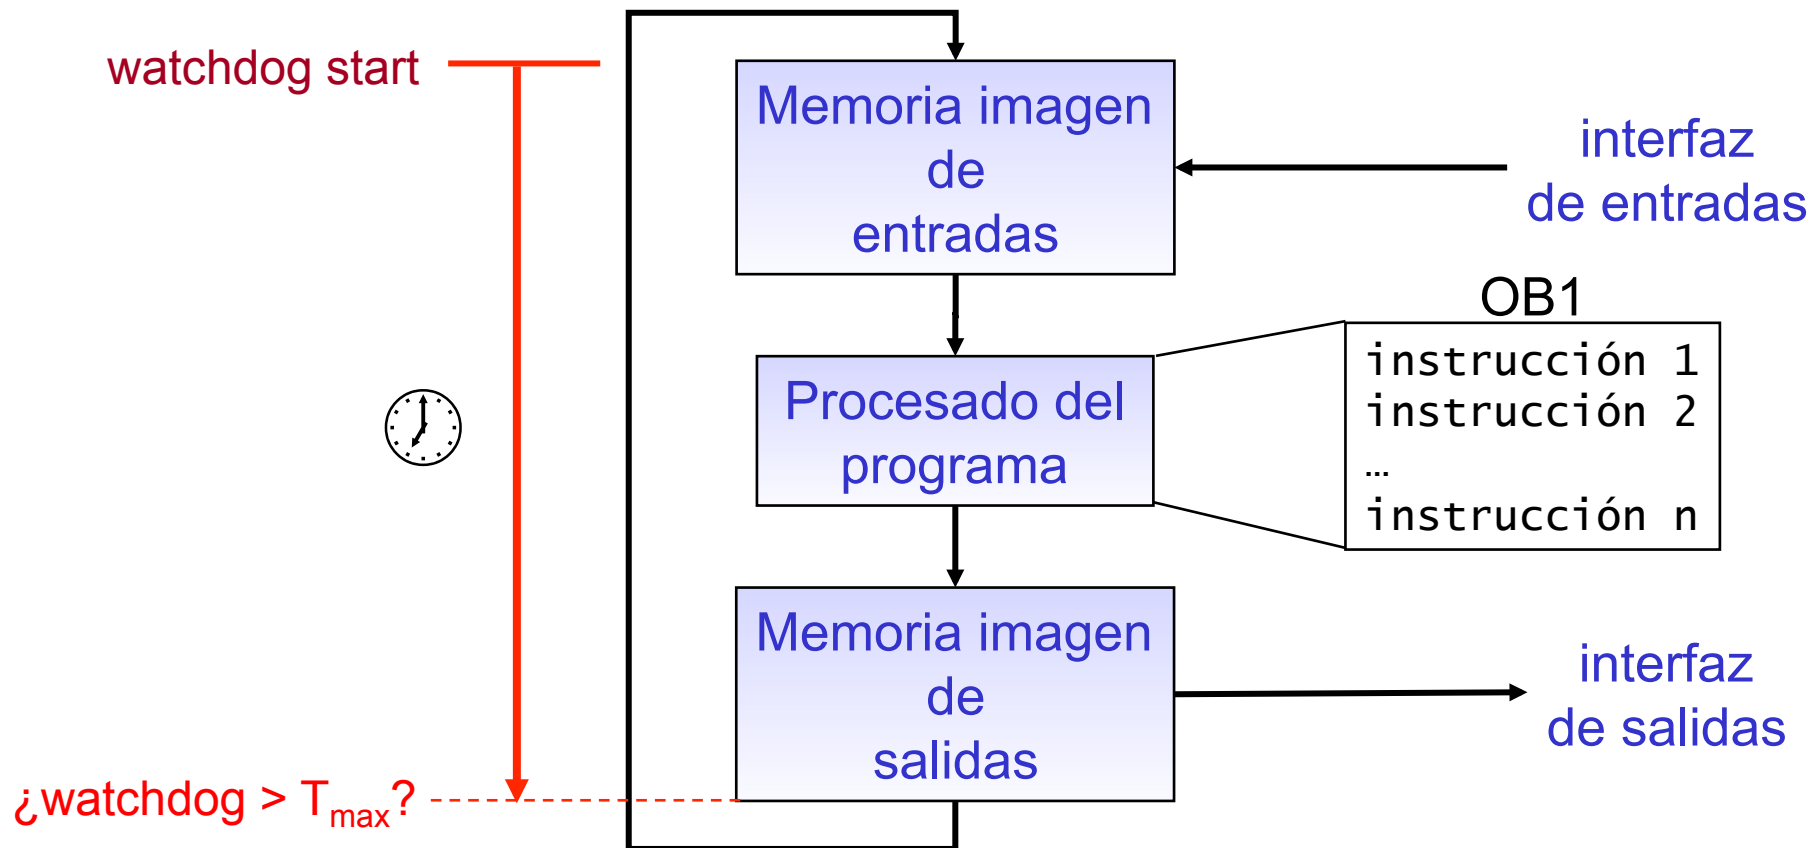 watchdog start
Memoria imagen
de
entradas
interfaz
de entradas
OB1
instrucción 1
instrucción 2
…
instrucción n
Procesado del
programa
Memoria imagen
de
salidas
interfaz
de salidas
¿watchdog > Tmax?